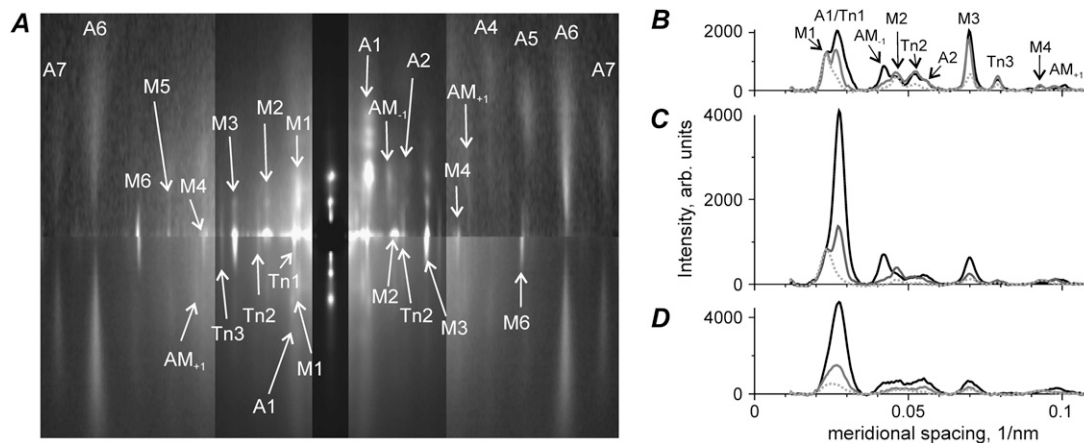 A
A6
A7
M5
M3
M2
M1
M6
M4
Tn1
Tn3
Tn2
AM+1
M1
A1
A1
A2
A4
A5
A6
A7
AM-1
AM+1
M4
M2
Tn2
M3
M6
B
A1/Tn1
M1
AM-1
M2
Tn2
A2
M3
Tn3
M4
AM+1
2000
0
C
4000
2000
0
D
4000
0
Intensity, arb. units
0 0.05 0.1
meridional spacing, 1/nm